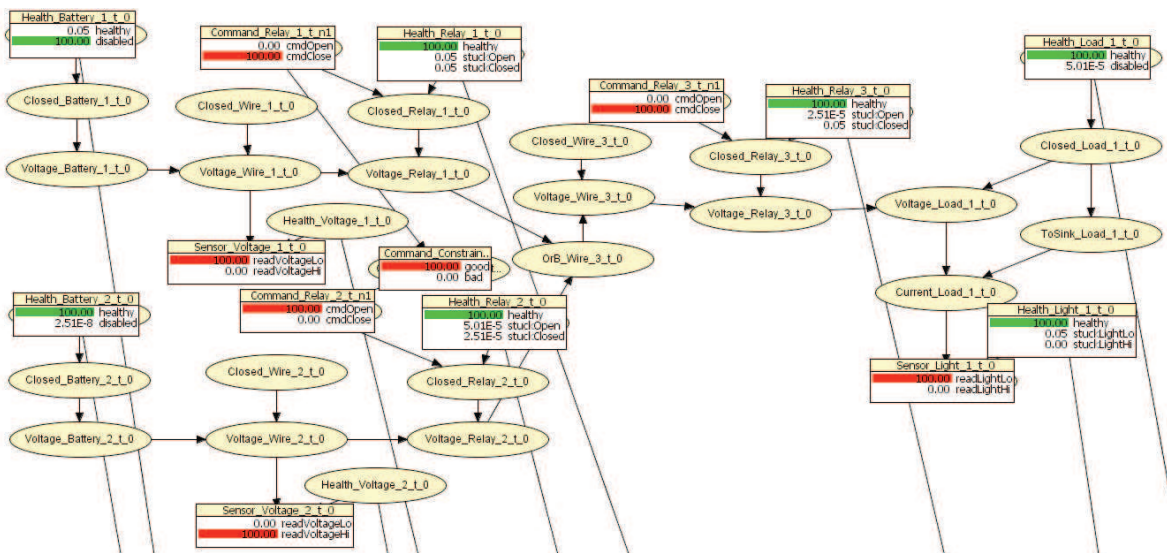 Health_Battery_1_t_0
0.05 healthy
100.00 disabled
Command_Relay_1_t_n1
0.00 cmdOpen
100.00 cmdClose
Health_Relay_1_t_0
100.00 healthy
0.05 stuckOpen
0.05 stuckClosed
Health_Load_1_t_0
100.00 healthy
5.01E-5 disabled
Command_Relay_3_t_n1
0.00 cmdOpen
100.00 cmdClose
Health_Relay_3_t_0
100.00 healthy
2.51E-5 stuckOpen
0.05 stuckClosed
Closed_Battery_1_t_0
Closed_Wire_1_t_0
Closed_Relay_1_t_0
Closed_Wire_3_t_0
Closed_Relay_3_t_0
Closed_Load_1_t_0
Voltage_Battery_1_t_0
Voltage_Wire_1_t_0
Voltage_Relay_1_t_0
Voltage_Wire_3_t_0
Voltage_Relay_3_t_0
Voltage_Load_1_t_0
Health_Voltage_1_t_0
ToSink_Load_1_t_0
Sensor_Voltage_1_t_0
100.00 readVoltageLo
0.00 readVoltageHi
Command_Constrain...
100.00 good
0.00 bad
OrB_Wire_3_t_0
Current_Load_1_t_0
Health_Battery_2_t_0
100.00 healthy
2.51E-8 disabled
Command_Relay_2_t_n1
100.00 cmdOpen
0.00 cmdClose
Health_Relay_2_t_0
100.00 healthy
5.01E-5 stuckOpen
2.51E-5 stuckClosed
Health_Light_1_t_0
100.00 healthy
0.05 stuckLightLo
0.00 stuckLightHi
Sensor_Light_1_t_0
100.00 readLightLo
0.00 readLightHi
Closed_Battery_2_t_0
Closed_Wire_2_t_0
Closed_Relay_2_t_0
Voltage_Battery_2_t_0
Voltage_Wire_2_t_0
Voltage_Relay_2_t_0
Health_Voltage_2_t_0
Sensor_Voltage_2_t_0
0.00 readVoltageLo
100.00 readVoltageHi